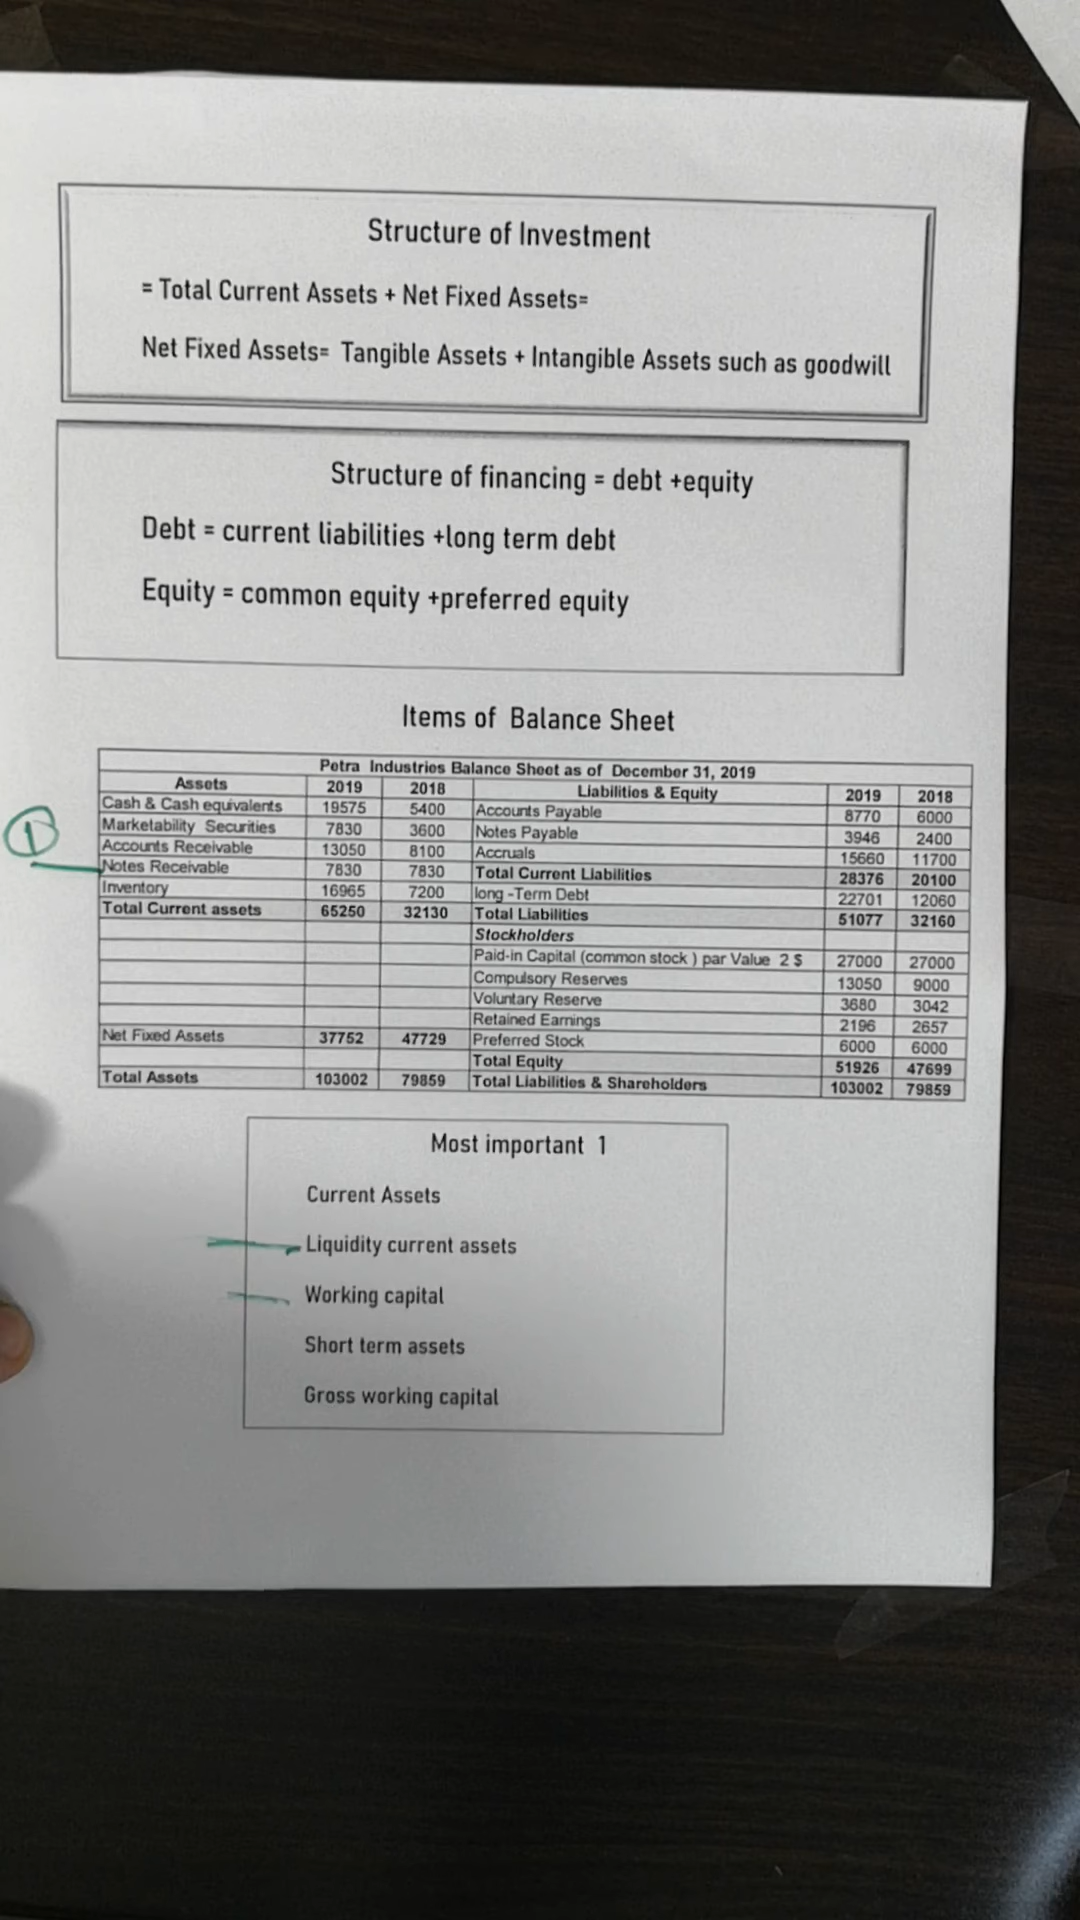 Structure of Investment
= Total Current Assets + Net Fixed Assets=
Net Fixed Assets= Tangible Assets + Intangible Assets such as goodwill
Structure of financing = debt +equity
Debt = current liabilities +long term debt
Equity = common equity +preferred equity
Items of Balance Sheet
Petra Industries Balance Sheet as of December 31, 2019
Assets 2019 2018 Liabilities & Equity 2019 2018
Cash & Cash equivalents 19575 5400 Accounts Payable 8770 6000
Marketability Securities 7830 3600 Notes Payable 3946 2400
Accounts Receivable 13050 8100 Accruals 15660 11700
Notes Receivable 7830 7830 Total Current Liabilities 28376 20100
Inventory 16965 7200 long -Term Debt 22701 12060
Total Current assets 65250 32130 Total Liabilities 51077 32160
Stockholders
Paid-in Capital (common stock ) par Value 2 $ 27000 27000
Compulsory Reserves 13050 9000
Voluntary Reserve 3680 3042
Retained Earnings 2196 2657
Net Fixed Assets 37752 47729 Preferred Stock 6000 6000
Total Equity 51926 47699
Total Assets 103002 79859 Total Liabilities & Shareholders 103002 79859
1
Most important 1
Current Assets
Liquidity current assets
Working capital
Short term assets
Gross working capital